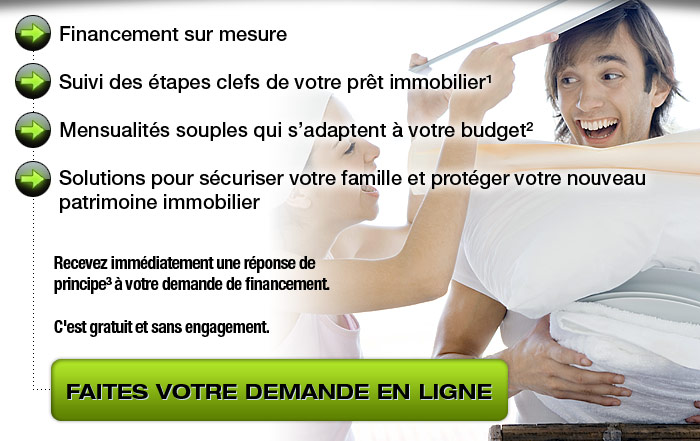 Financement sur mesure
Suivi des étapes clefs de votre prêt immobilier¹
Mensualités souples qui s’adaptent à votre budget²
Solutions pour sécuriser votre famille et protéger votre nouveau
patrimoine immobilier
Recevez immédiatement une réponse de
principe³ à votre demande de financement.
C'est gratuit et sans engagement.
FAITES VOTRE DEMANDE EN LIGNE